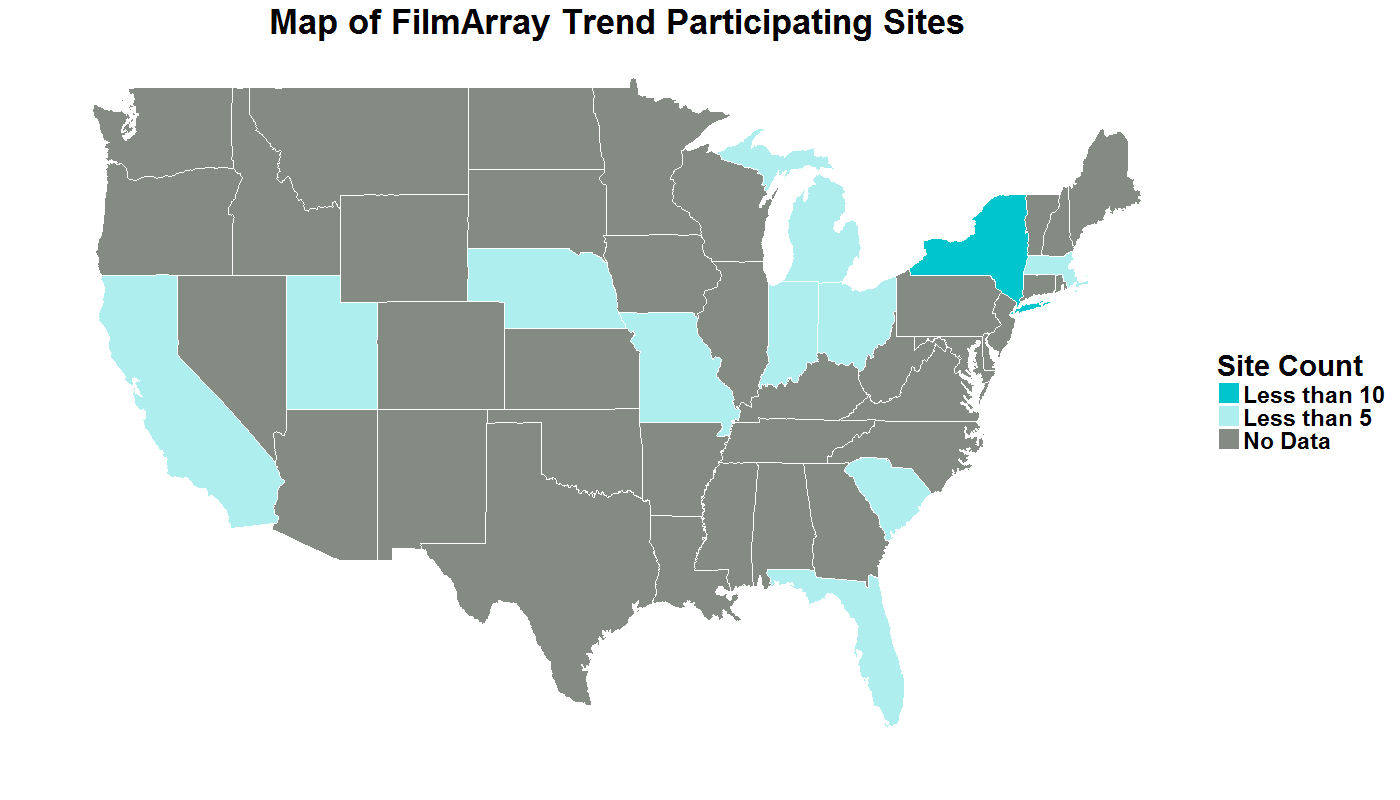 Map of FilmArray Trend Participating Sites
Site Count
Less than 10
Less than 5
No Data